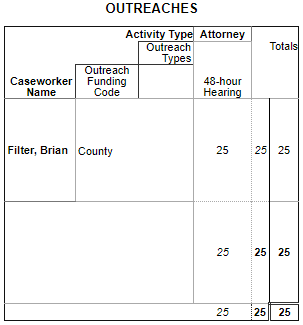 OUTREACHES
Activity Type Attorney
Outreach Types Totals
Caseworker Name Outreach Funding Code 48-hour Hearing
Filter, Brian County 25 25 25
25 25 25
25 25 25